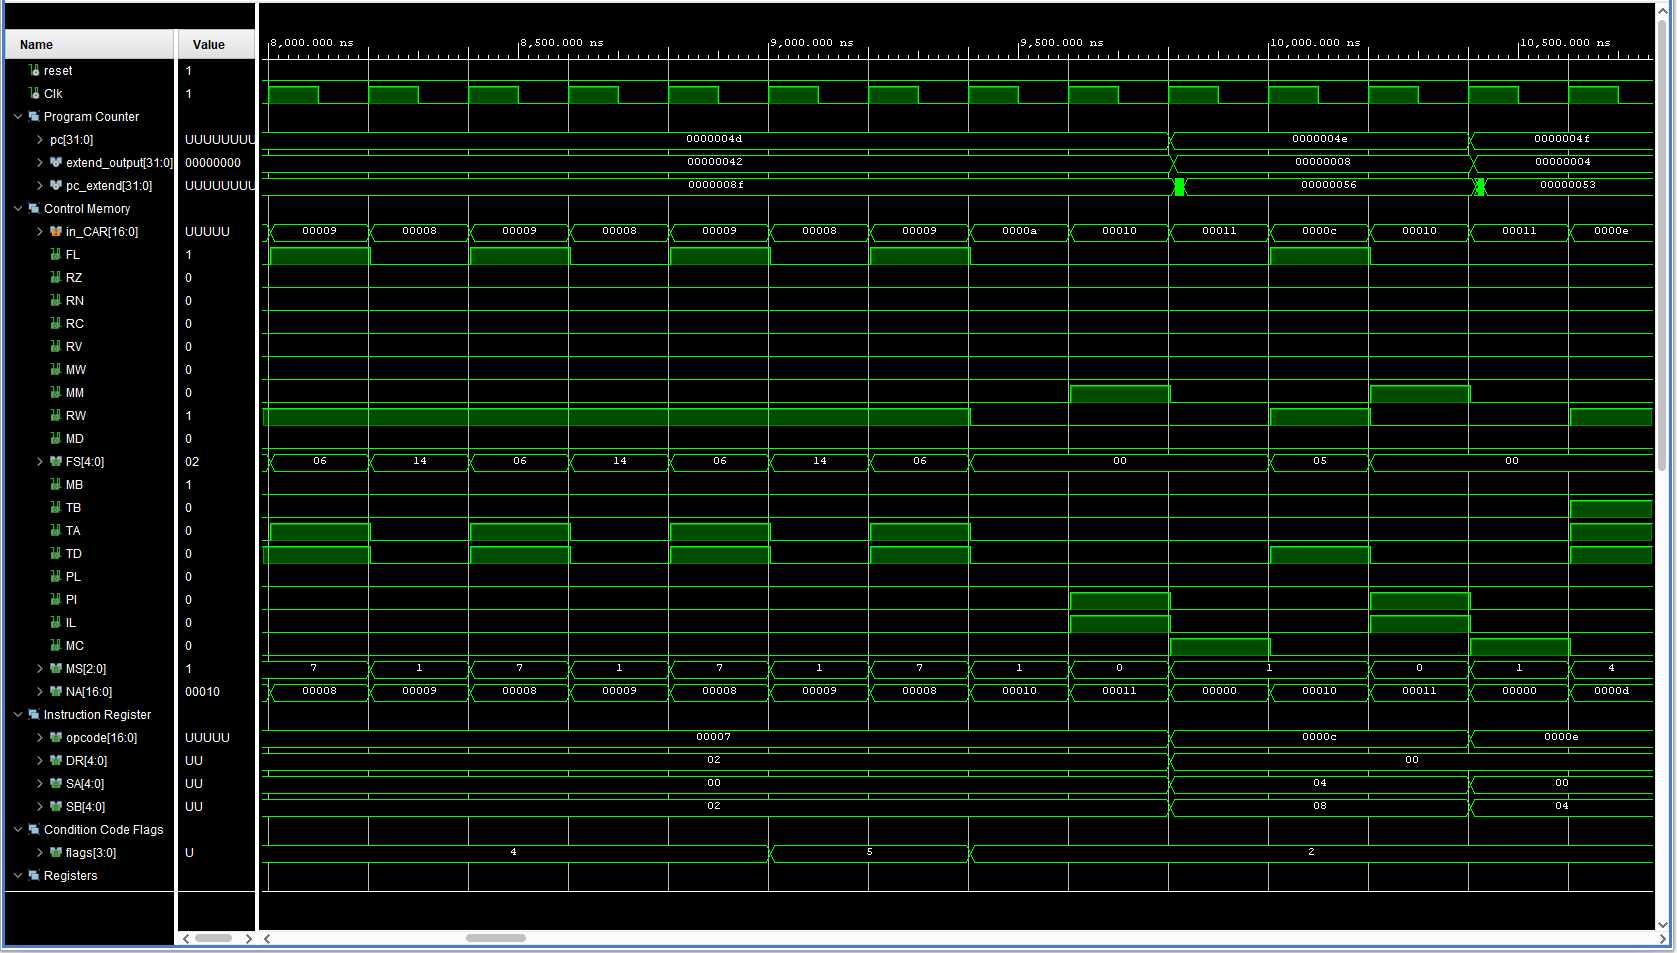 8,000.000 ns 8,500.000 ns 9,000.000 ns 9,500.000 ns 10,000.000 ns 10,500.000 ns
Name Value
reset 1
Clk 1
Program Counter
pc[31:0] UUUUUUUU 0000004d 0000004e 0000004f
extend_output[31:0] 00000000 00000042 00000008 00000004
pc_extend[31:0] UUUUUUUU 0000008f 00000056 00000053
Control Memory
in_CAR[16:0] UUUUU 00009 00008 00009 00008 00009 00008 00009 0000a 00010 00011 0000c 00010 00011 0000e
FL 1
RZ 0
RN 0
RC 0
RV 0
MW 0
MM 0
RW 1
MD 0
FS[4:0] 02 06 14 06 14 06 14 06 00 05 00
MB 1
TB 0
TA 0
TD 0
PL 0
PI 0
IL 0
MC 0
MS[2:0] 1 7 1 7 1 7 1 7 1 0 1 0 1 4
NA[16:0] 00010 00008 00009 00008 00009 00008 00009 00008 00010 00011 00000 00010 00011 00000 0000d
Instruction Register
opcode[16:0] UUUUU 00007 0000c 0000e
DR[4:0] UU 02 00
SA[4:0] UU 00 04 00
SB[4:0] UU 02 08 04
Condition Code Flags
flags[3:0] U 4 5 2
Registers